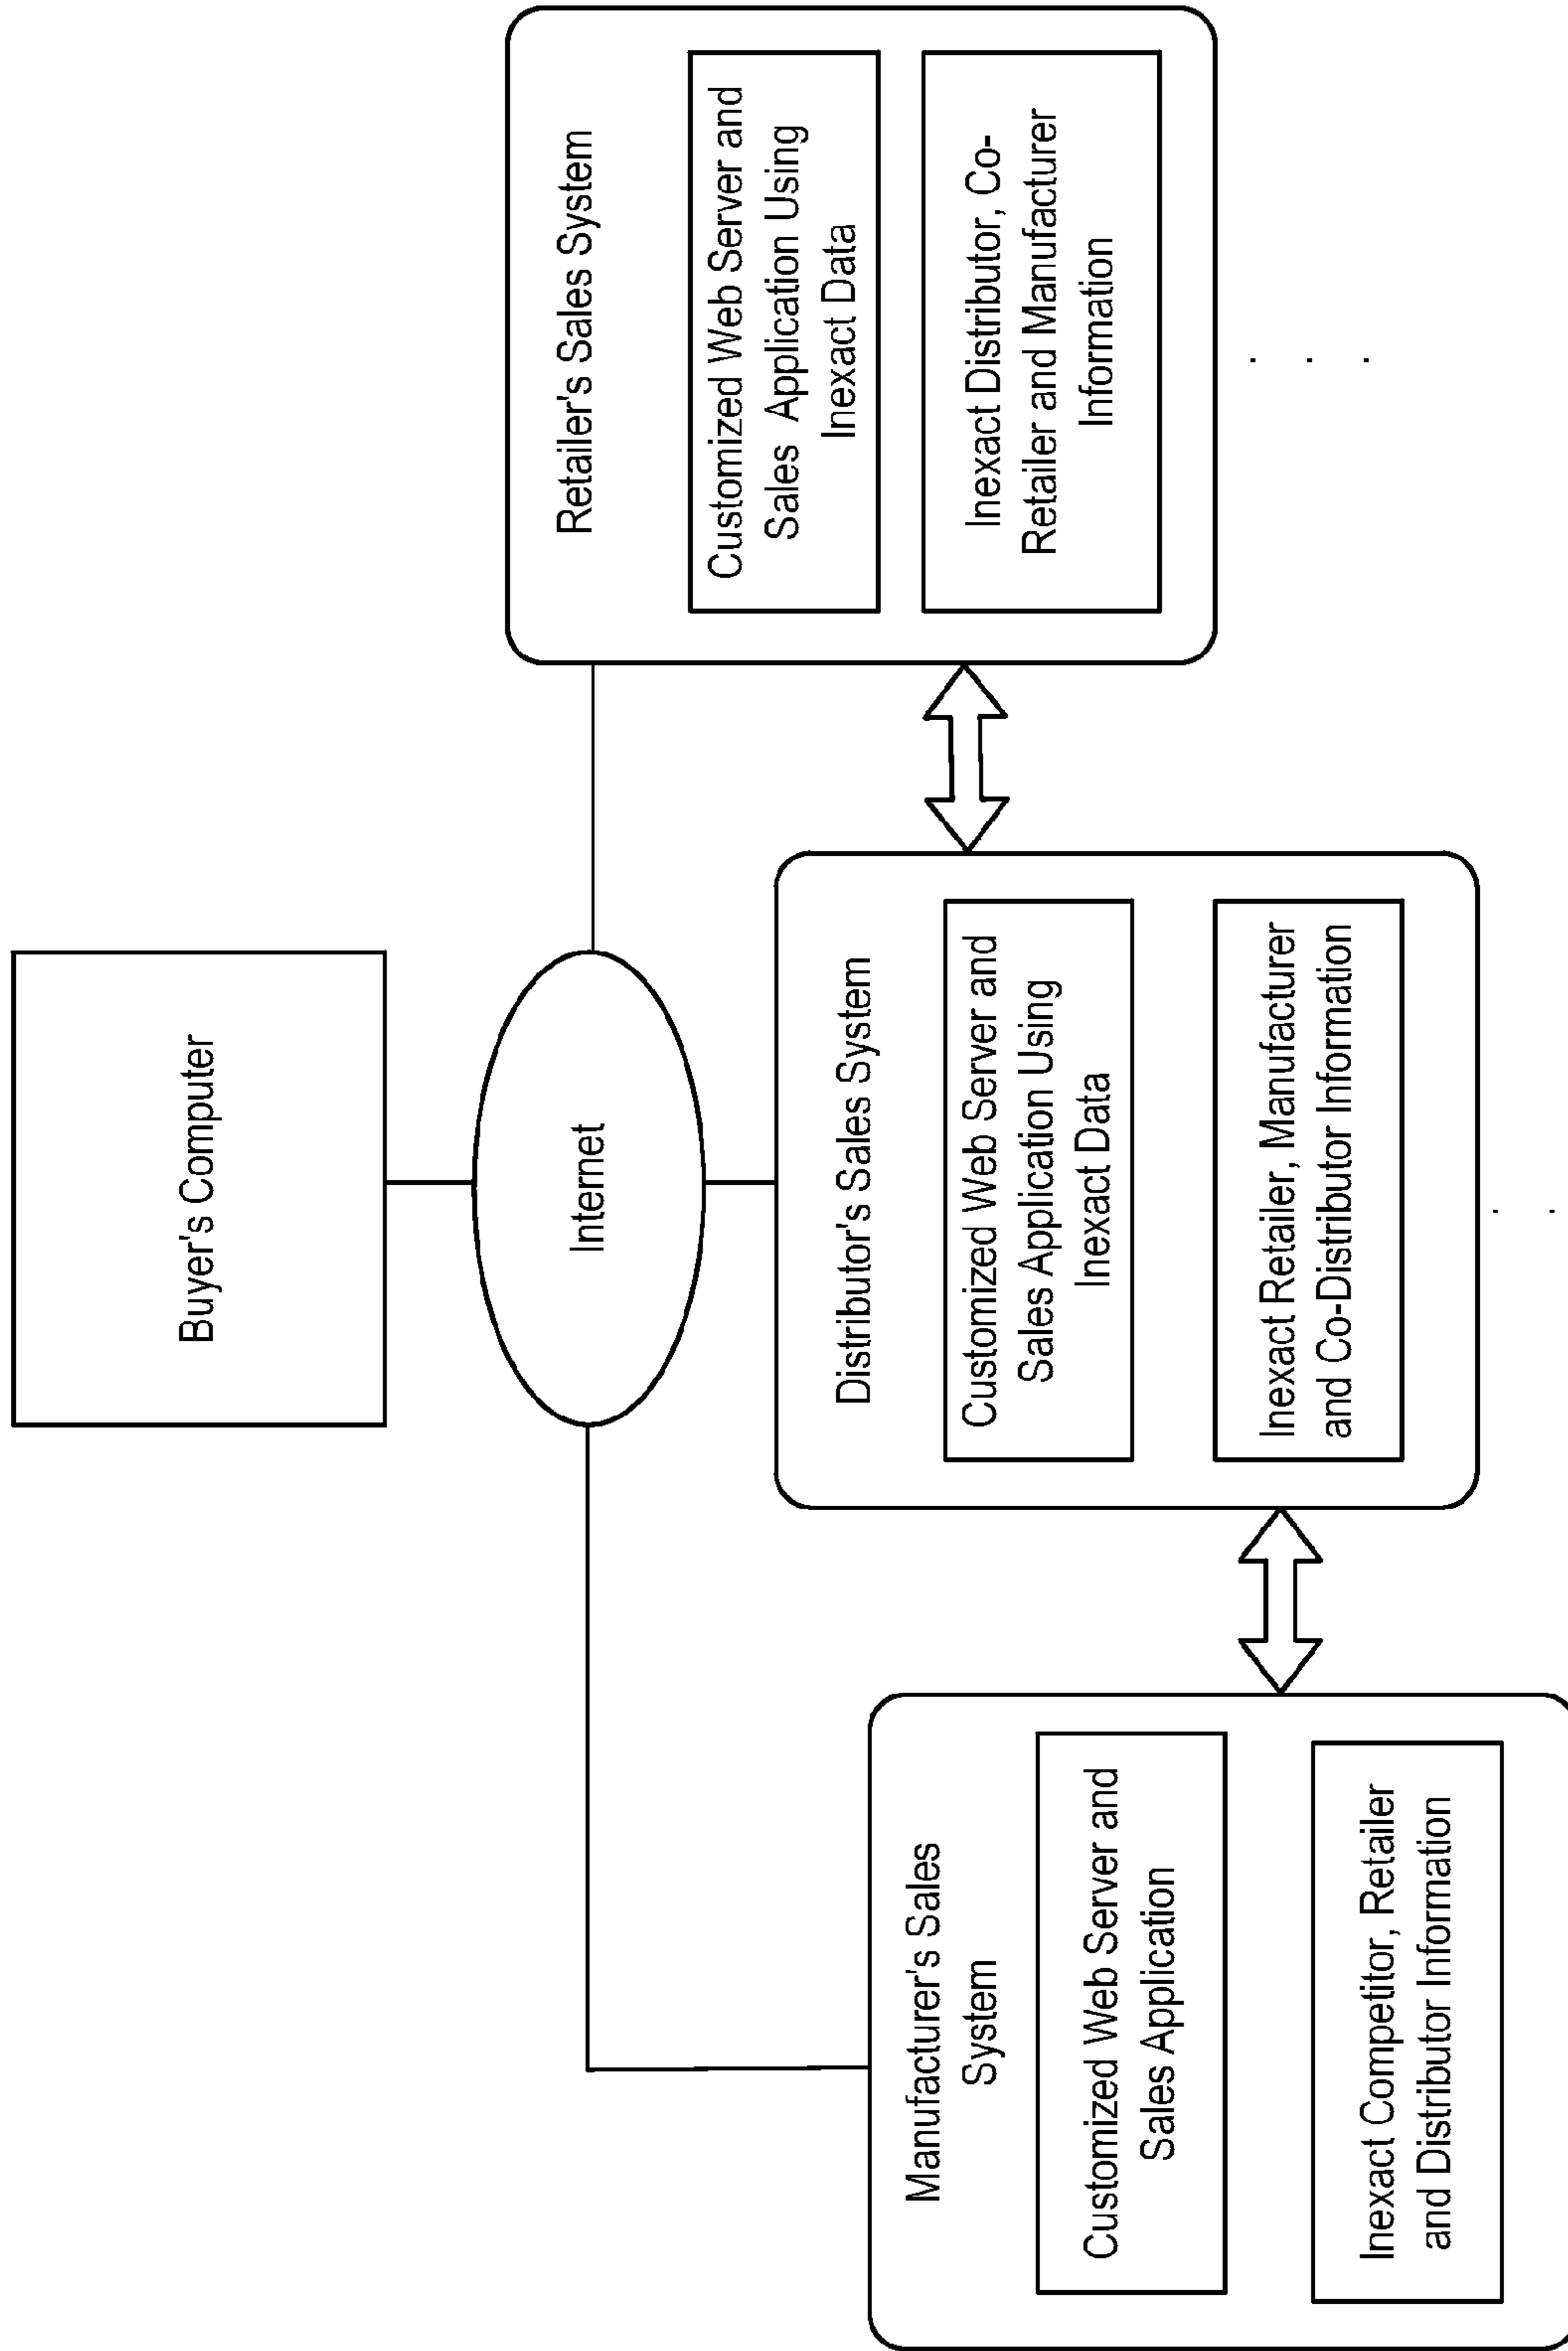 Buyer's Computer
Internet
Manufacturer's Sales
System
Customized Web Server and
Sales Application
Inexact Competitor, Retailer
and Distributor Information
Distributor's Sales System
Customized Web Server and
Sales Application Using
Inexact Data
Inexact Retailer, Manufacturer
and Co-Distributor Information
. .
Retailer's Sales System
Customized Web Server and
Sales Application Using
Inexact Data
Inexact Distributor, Co-
Retailer and Manufacturer
Information
. . .